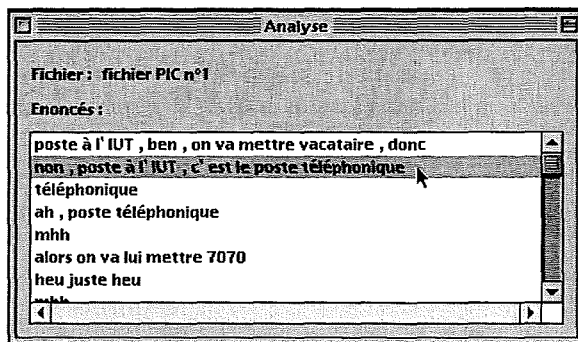 Analyse
Fichier : fichier PIC n°1
Enoncés :
poste à l' IUT , ben , on va mettre vacataire , donc
non , poste à l' IUT , c' est le poste téléphonique
téléphonique
ah , poste téléphonique
mhh
alors on va lui mettre 7070
heu juste heu
mhh